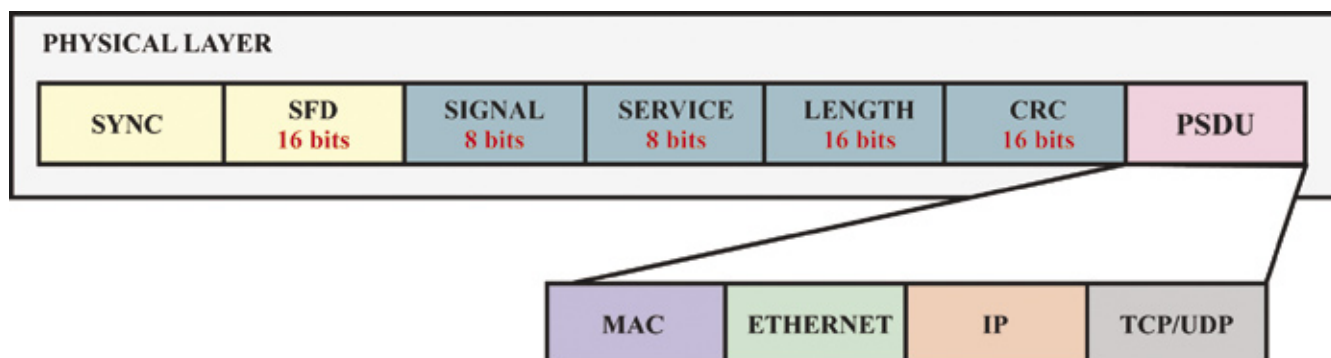 PHYSICAL LAYER
SYNC
SFD
16 bits
SIGNAL
8 bits
SERVICE
8 bits
LENGTH
16 bits
CRC
16 bits
PSDU
MAC
ETHERNET
IP
TCP/UDP